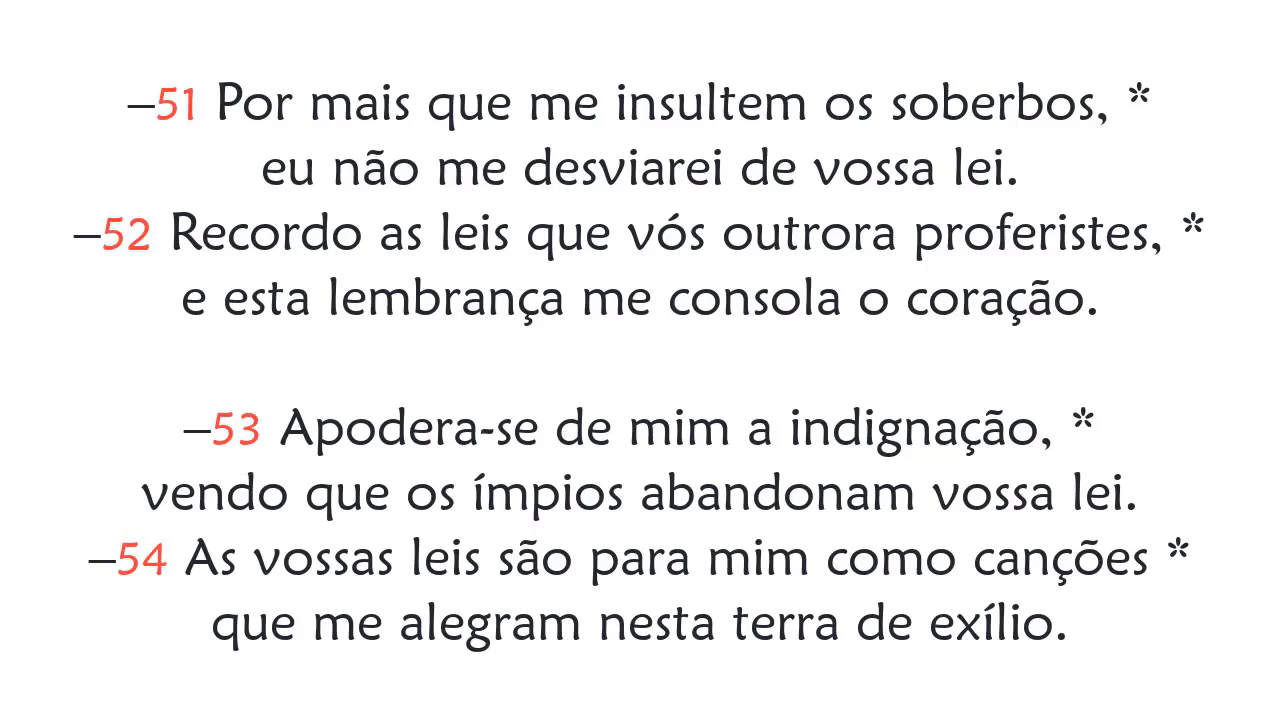 –51 Por mais que me insultem os soberbos, *
eu não me desviarei de vossa lei.
–52 Recordo as leis que vós outrora proferistes, *
e esta lembrança me consola o coração.
–53 Apodera-se de mim a indignação, *
vendo que os ímpios abandonam vossa lei.
–54 As vossas leis são para mim como canções *
que me alegram nesta terra de exílio.